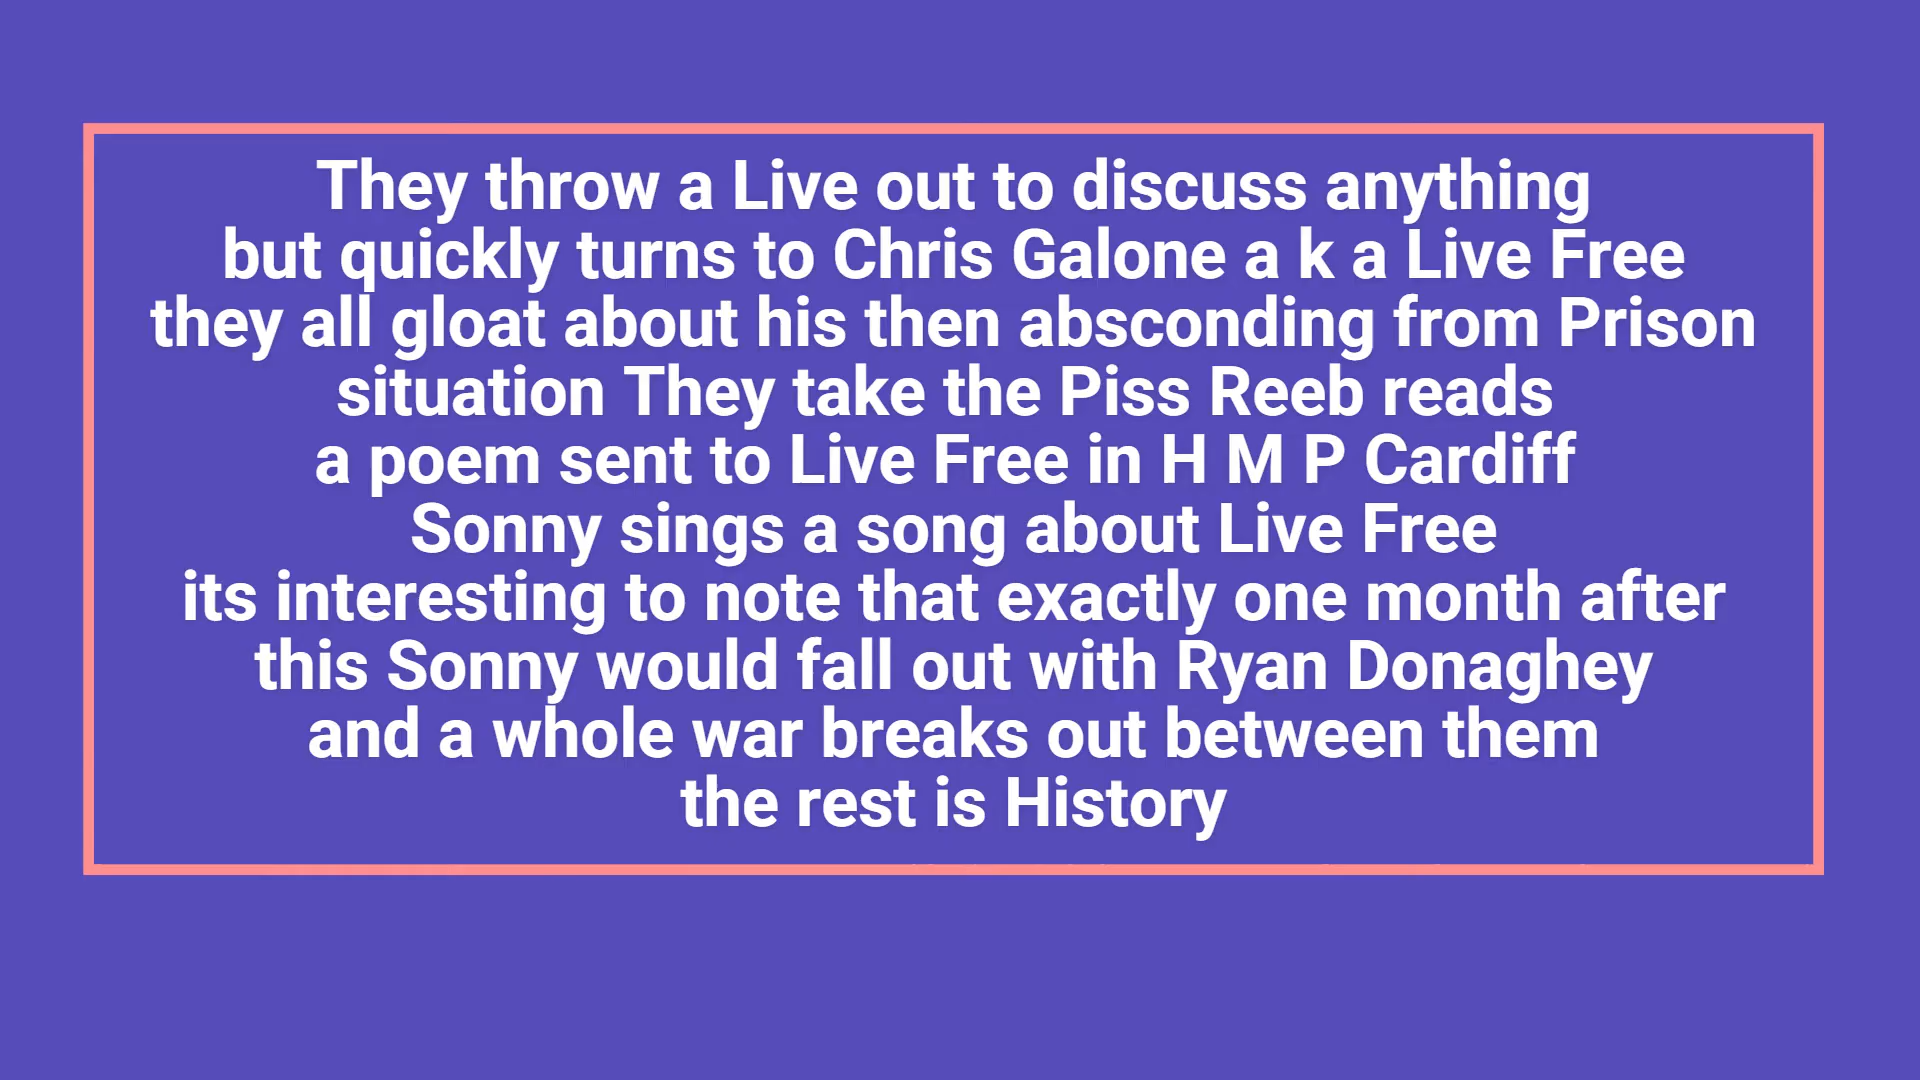 They throw a Live out to discuss anything
but quickly turns to Chris Galone a k a Live Free
they all gloat about his then absconding from Prison
situation They take the Piss Reeb reads
a poem sent to Live Free in H M P Cardiff
Sonny sings a song about Live Free
its interesting to note that exactly one month after
this Sonny would fall out with Ryan Donaghey
and a whole war breaks out between them
the rest is History